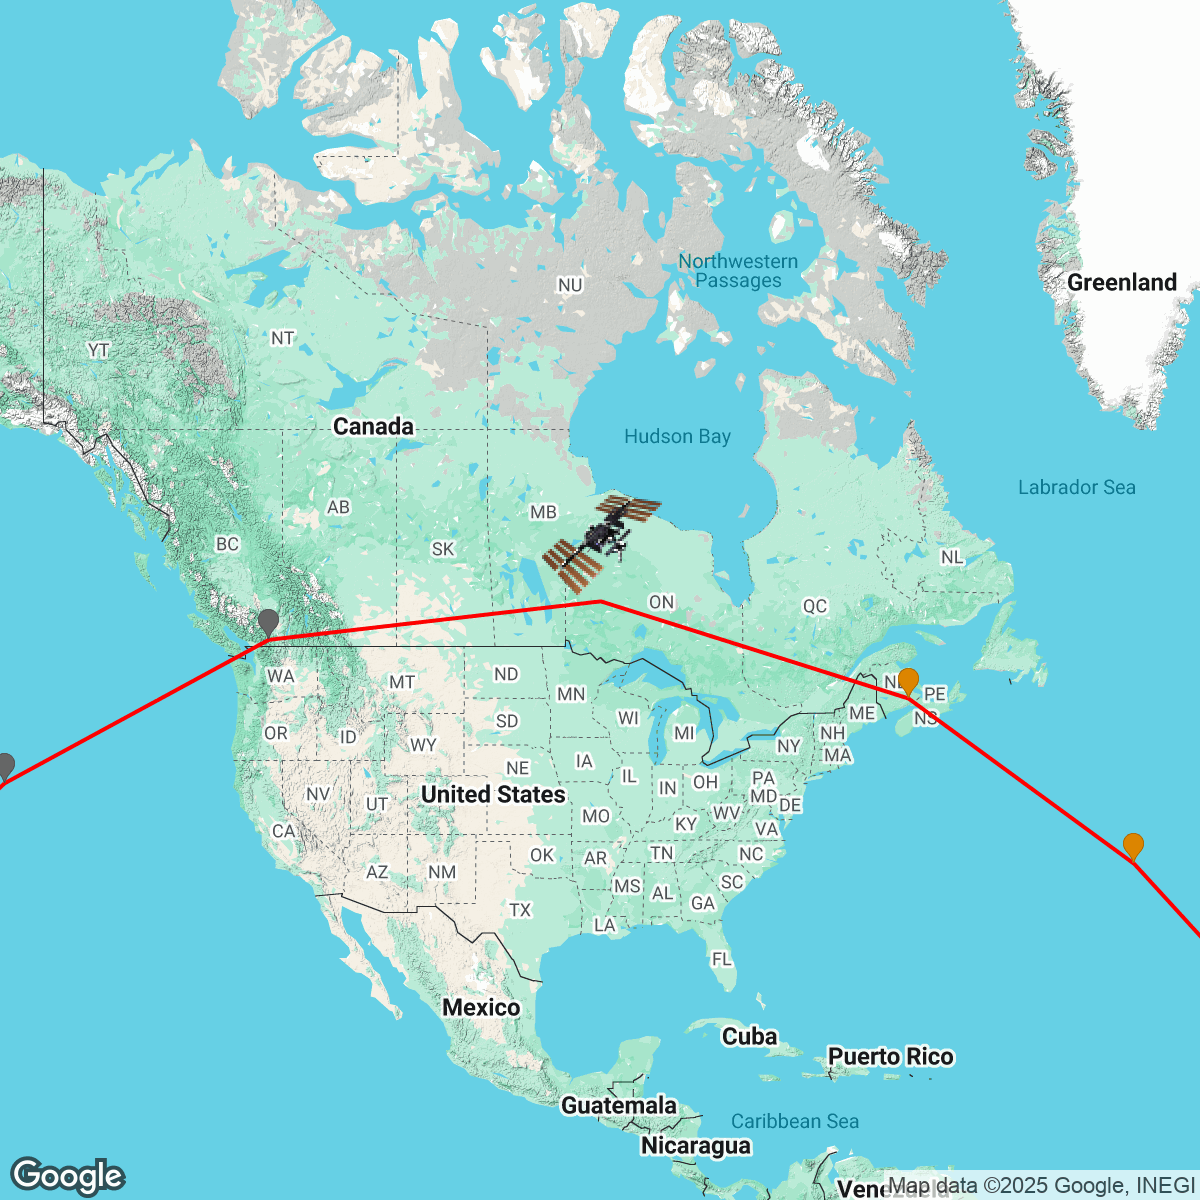 Northwestern
Passages
Greenland
NU
NT
YT
Canada
Hudson Bay
Labrador Sea
AB
MB
BC
SK
NL
ON
QC
WA
MT
ND
MN
PE
ME
NS
SD
WI
MI
NH
OR
ID
WY
NY
MA
NE
IA
IL
IN
OH
PA
MD
DE
NV
UT
United States
MO
WV
KY
VA
CA
OK
AR
TN
NC
AZ
NM
MS
AL
SC
GA
TX
LA
FL
Mexico
Cuba
Puerto Rico
Guatemala
Caribbean Sea
Nicaragua
Google
Map data ©2025 Google, INEGI